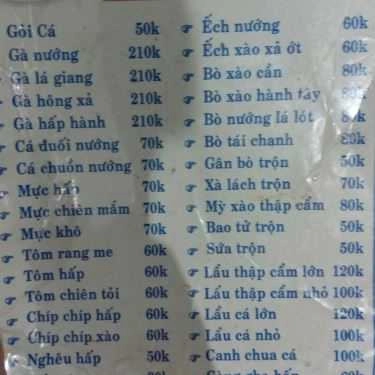 Gỏi Cá 50k
Gà nướng 210k
Gà lá giang 210k
Gà hông xả 210k
Gà hấp hành 210k
Cá đuối nướng 70k
Cá chuồn nướng 70k
Mực hấp 70k
Mực chiên mắm 70k
Mực khô 70k
Tôm rang me 60k
Tôm hấp 60k
Tôm chiên tỏi 60k
Chíp chíp hấp 60k
Chíp chíp xào 60k
Nghêu hấp 50k
Ếch nướng 60k
Ếch xào xả ớt 60k
Bò xào cần 80k
Bò xào hành tây 80k
Bò nướng lá lót 80k
Bò tái chanh 80k
Gân bò trộn 50k
Xà lách trộn 70k
Mỳ xào thập cẩm 80k
Bao tử trộn 50k
Sứa trộn 50k
Lẩu thập cẩm lớn 120k
Lẩu thập cẩm nhỏ 100k
Lẩu cá lớn 120k
Lẩu cá nhỏ 100k
Canh chua cá 100k